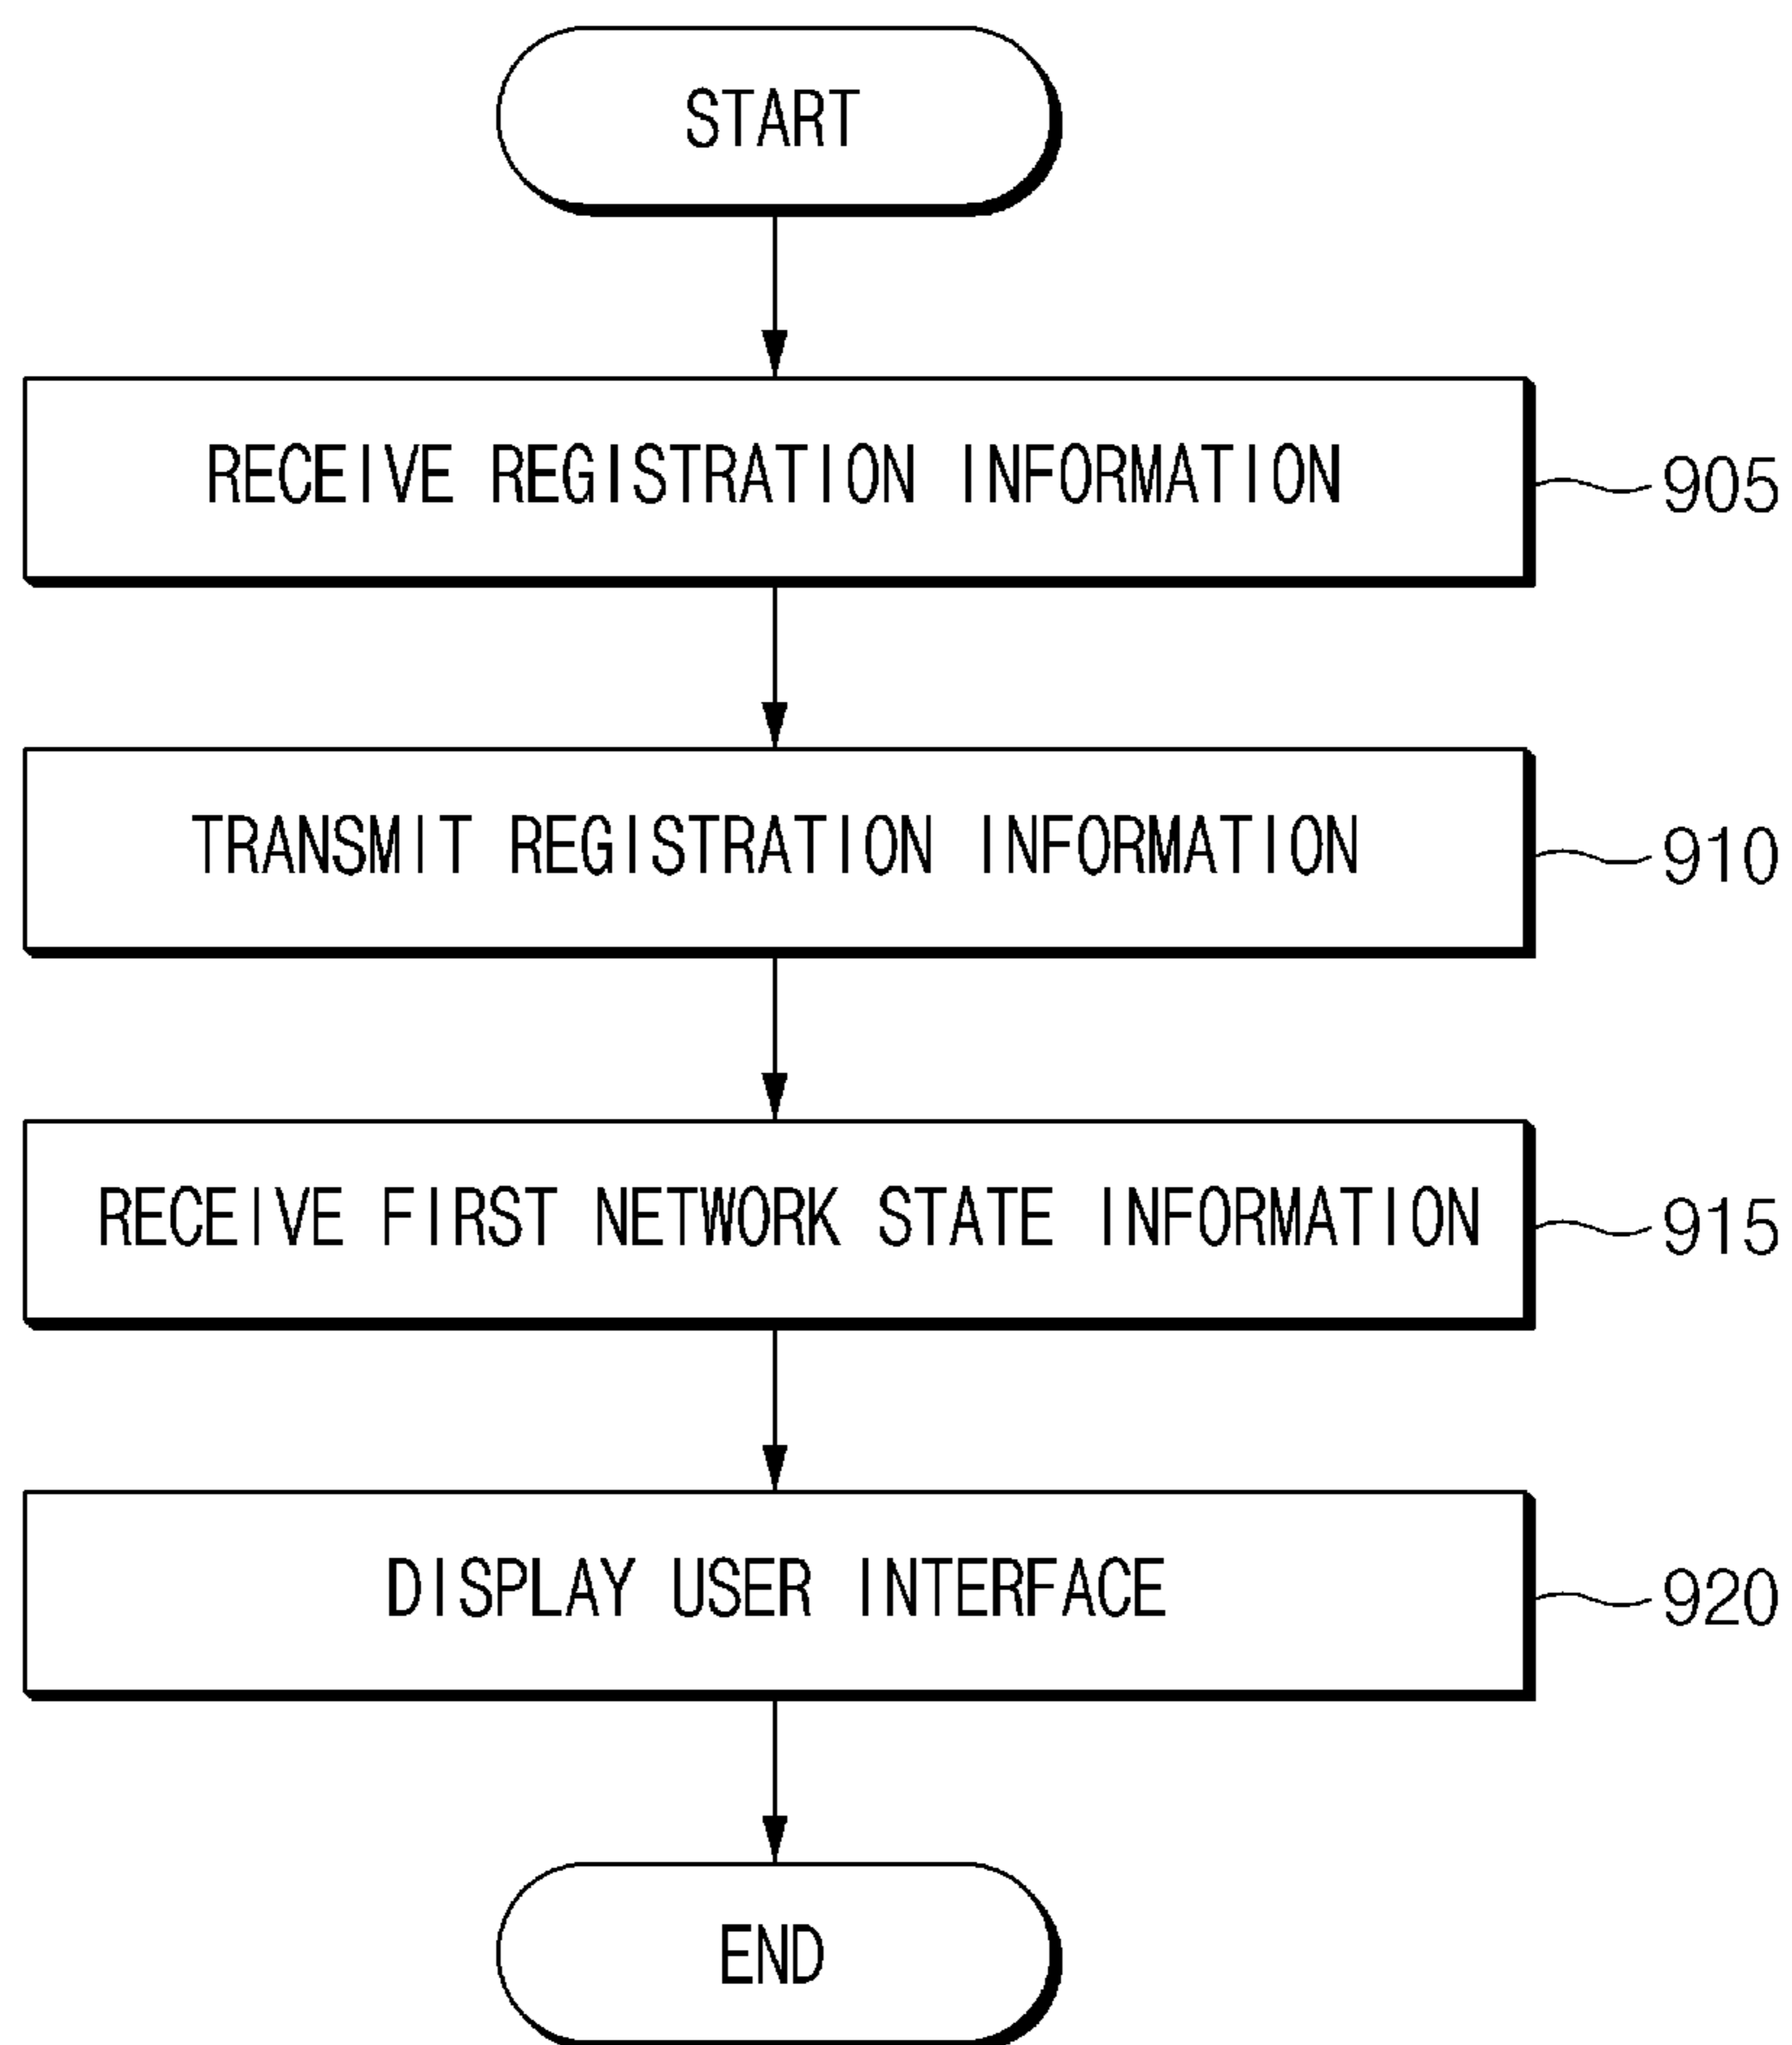 START
RECEIVE REGISTRATION INFORMATION
905
TRANSMIT REGISTRATION INFORMATION
910
RECEIVE FIRST NETWORK STATE INFORMATION
915
DISPLAY USER INTERFACE
920
END